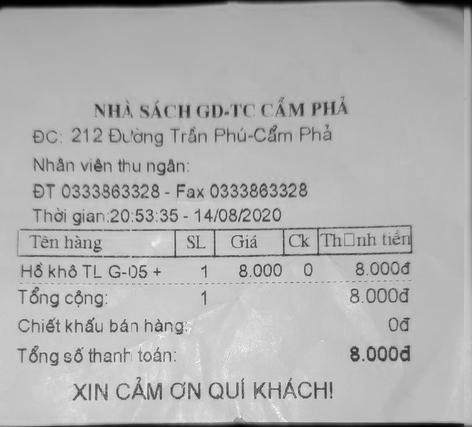 NHÀ SÁCH GD-TC CẨM PHẢ
ĐC: 212 Đường Trần Phú-Cẩm Phả
Nhân viên thu ngân:
ĐT 0333863328 - Fax 0333863328
Thời gian:20:53:35 - 14/08/2020
Tên hàng SL Giá Ck Th□nh tiền
Hồ khô TL G-05 + 1 8.000 0 8.000đ
Tổng cộng: 1 8.000đ
Chiết khấu bán hàng: 0đ
Tổng số thanh toán: 8.000đ
XIN CẢM ƠN QUÍ KHÁCH!